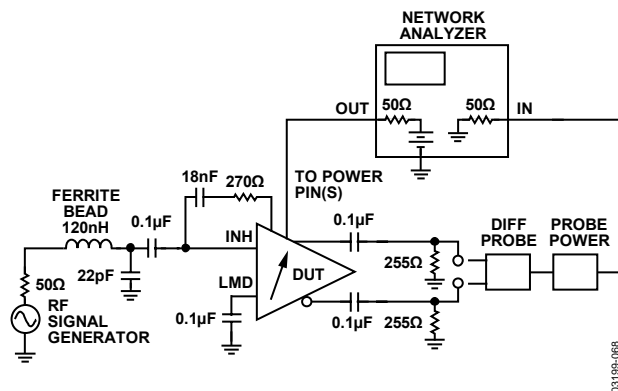 NETWORK
ANALYZER
OUT
50Ω
50Ω
IN
18nF
270Ω
TO POWER
PIN(S)
FERRITE
BEAD
120nH
0.1µF
0.1µF
INH
DIFF
PROBE
PROBE
POWER
50Ω
22pF
LMD
DUT
255Ω
RF
SIGNAL
GENERATOR
0.1µF
0.1µF
255Ω
03199-068